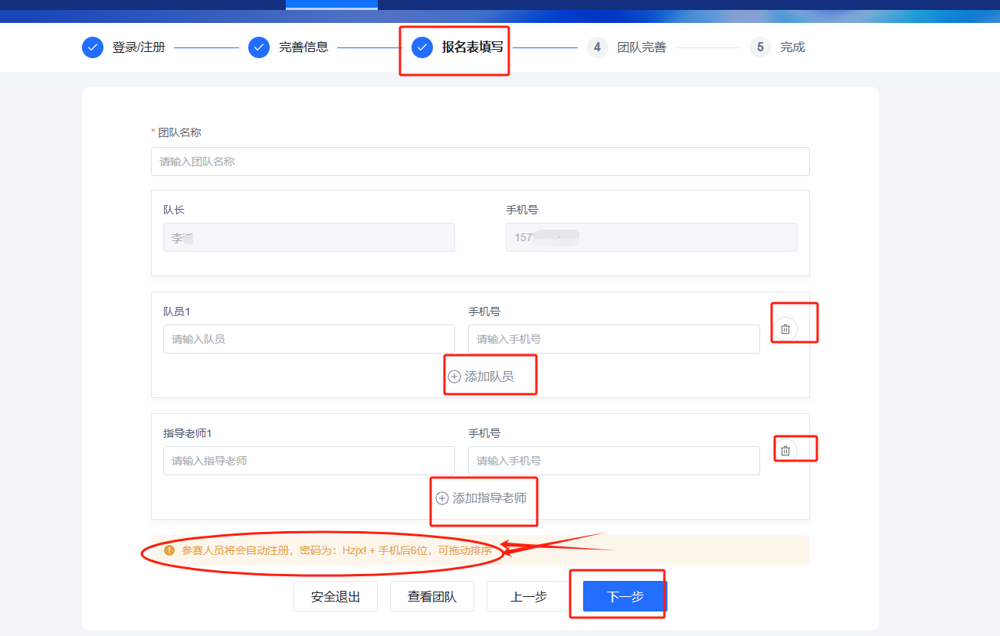 登录/注册 完善信息 报名表填写 4 团队完善 5 完成
* 团队名称
请输入团队名称
队长 手机号
李 157
队员1 手机号
请输入队员 请输入手机号
添加队员
指导老师1 手机号
请输入指导老师 请输入手机号
添加指导老师
参赛人员将会自动注册，密码为：Hzjx! + 手机后6位，可拖动排序
安全退出 查看团队 上一步 下一步